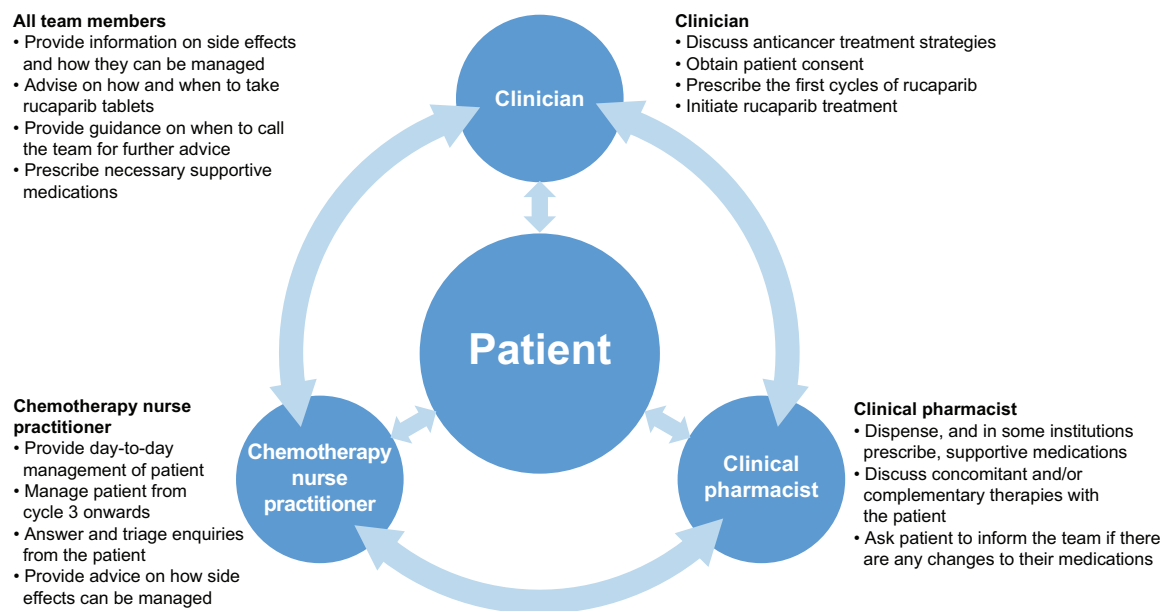 All team members
• Provide information on side effects
and how they can be managed
• Advise on how and when to take
rucaparib tablets
• Provide guidance on when to call
the team for further advice
• Prescribe necessary supportive
medications
Clinician
Clinician
• Discuss anticancer treatment strategies
• Obtain patient consent
• Prescribe the first cycles of rucaparib
• Initiate rucaparib treatment
Patient
Chemotherapy nurse
practitioner
• Provide day-to-day
management of patient
• Manage patient from
cycle 3 onwards
• Answer and triage enquiries
from the patient
• Provide advice on how side
effects can be managed
Chemotherapy
nurse
practitioner
Clinical
pharmacist
Clinical pharmacist
• Dispense, and in some institutions
prescribe, supportive medications
• Discuss concomitant and/or
complementary therapies with
the patient
• Ask patient to inform the team if there
are any changes to their medications